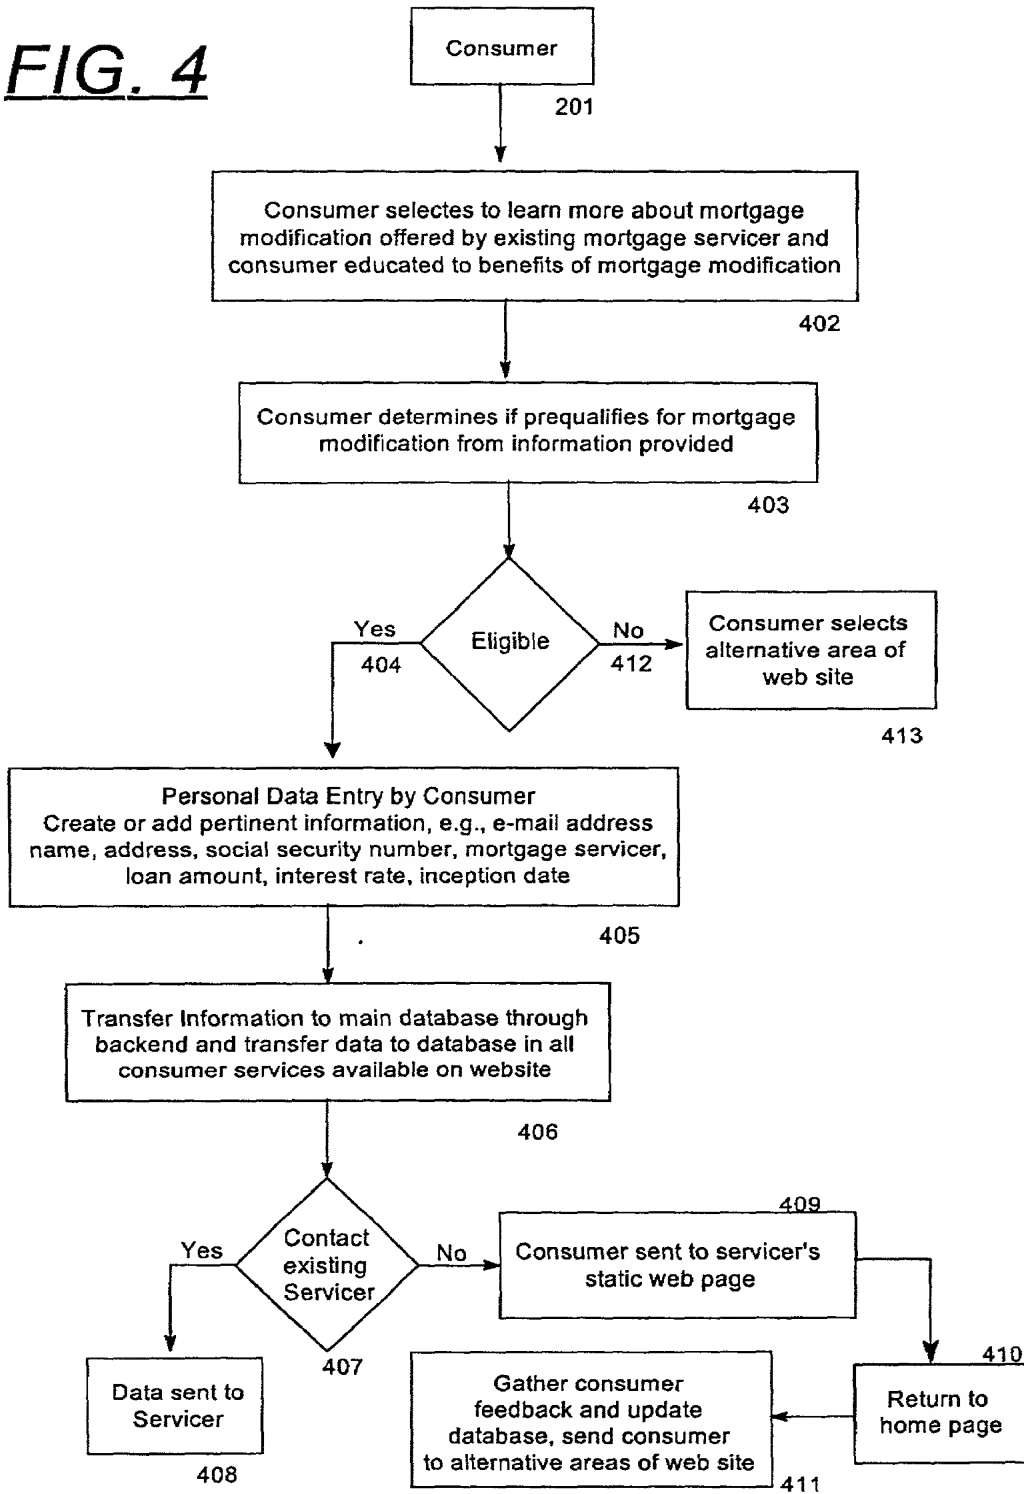 FIG. 4
Consumer
201
Consumer selectes to learn more about mortgage
modification offered by existing mortgage servicer and
consumer educated to benefits of mortgage modification
402
Consumer determines if prequalifies for mortgage
modification from information provided
403
Eligible
Yes
404
No
412
Consumer selects
alternative area of
web site
413
Personal Data Entry by Consumer
Create or add pertinent information, e.g., e-mail address
name, address, social security number, mortgage servicer,
loan amount, interest rate, inception date
405
Transfer Information to main database through
backend and transfer data to database in all
consumer services available on website
406
Contact
existing
Servicer
407
Yes
No
Data sent to
Servicer
408
409
Consumer sent to servicer's
static web page
410
Return to
home page
Gather consumer
feedback and update
database, send consumer
to alternative areas of web site
411